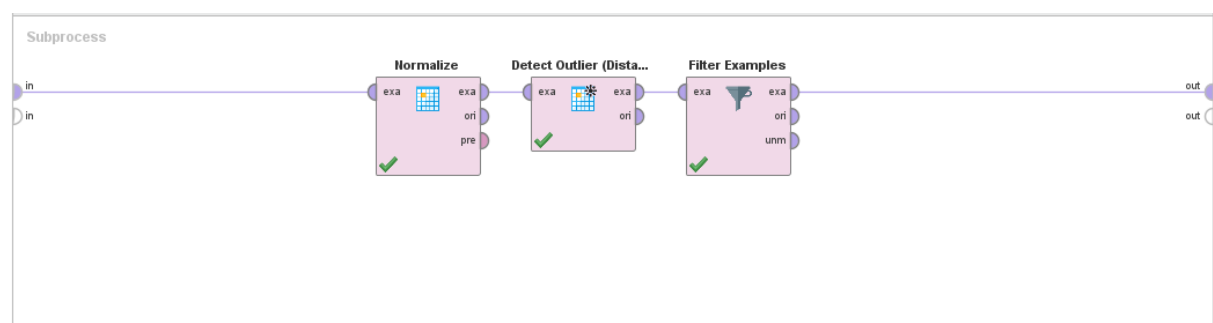 Subprocess
Normalize
Detect Outlier (Dista...
Filter Examples
in
in
exa
exa
ori
pre
exa
exa
ori
exa
exa
ori
unm
out
out